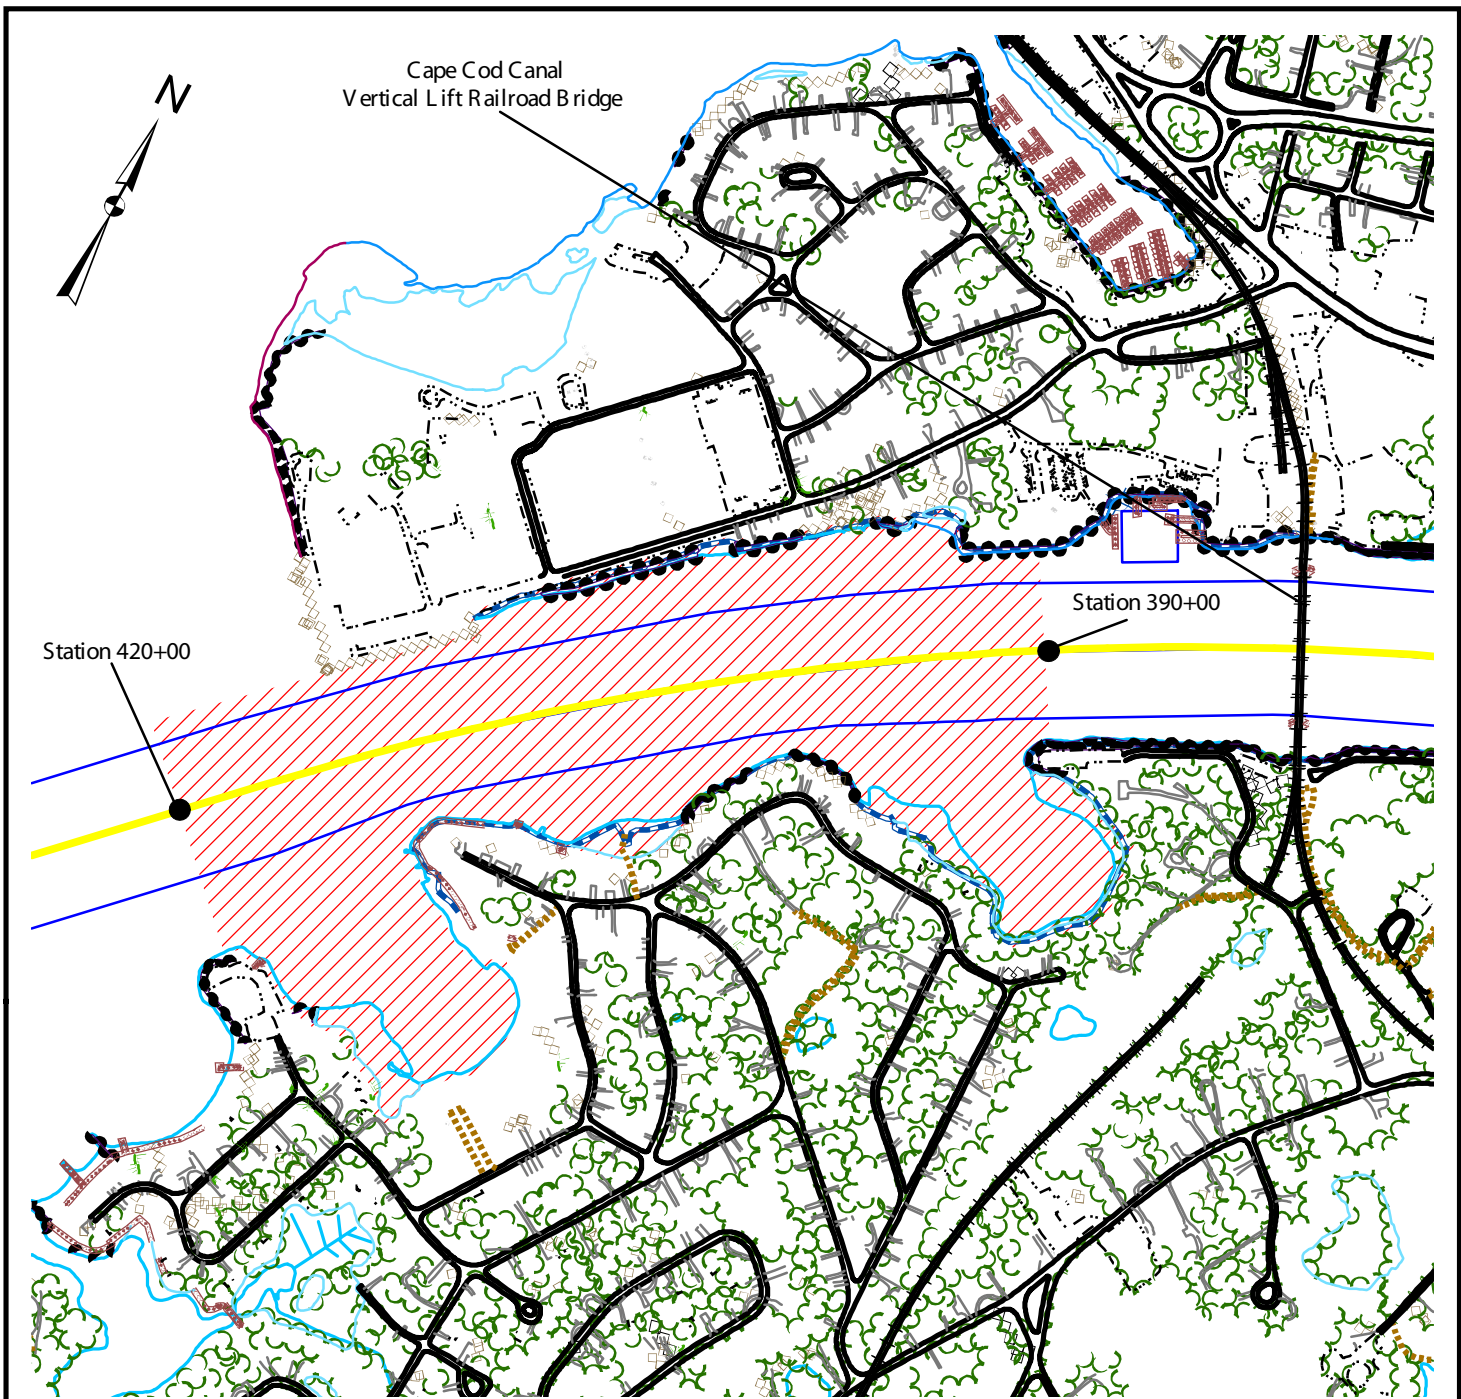 Cape Cod Canal
Vertical Lift Railroad Bridge
N
Station 390+00
Station 420+00